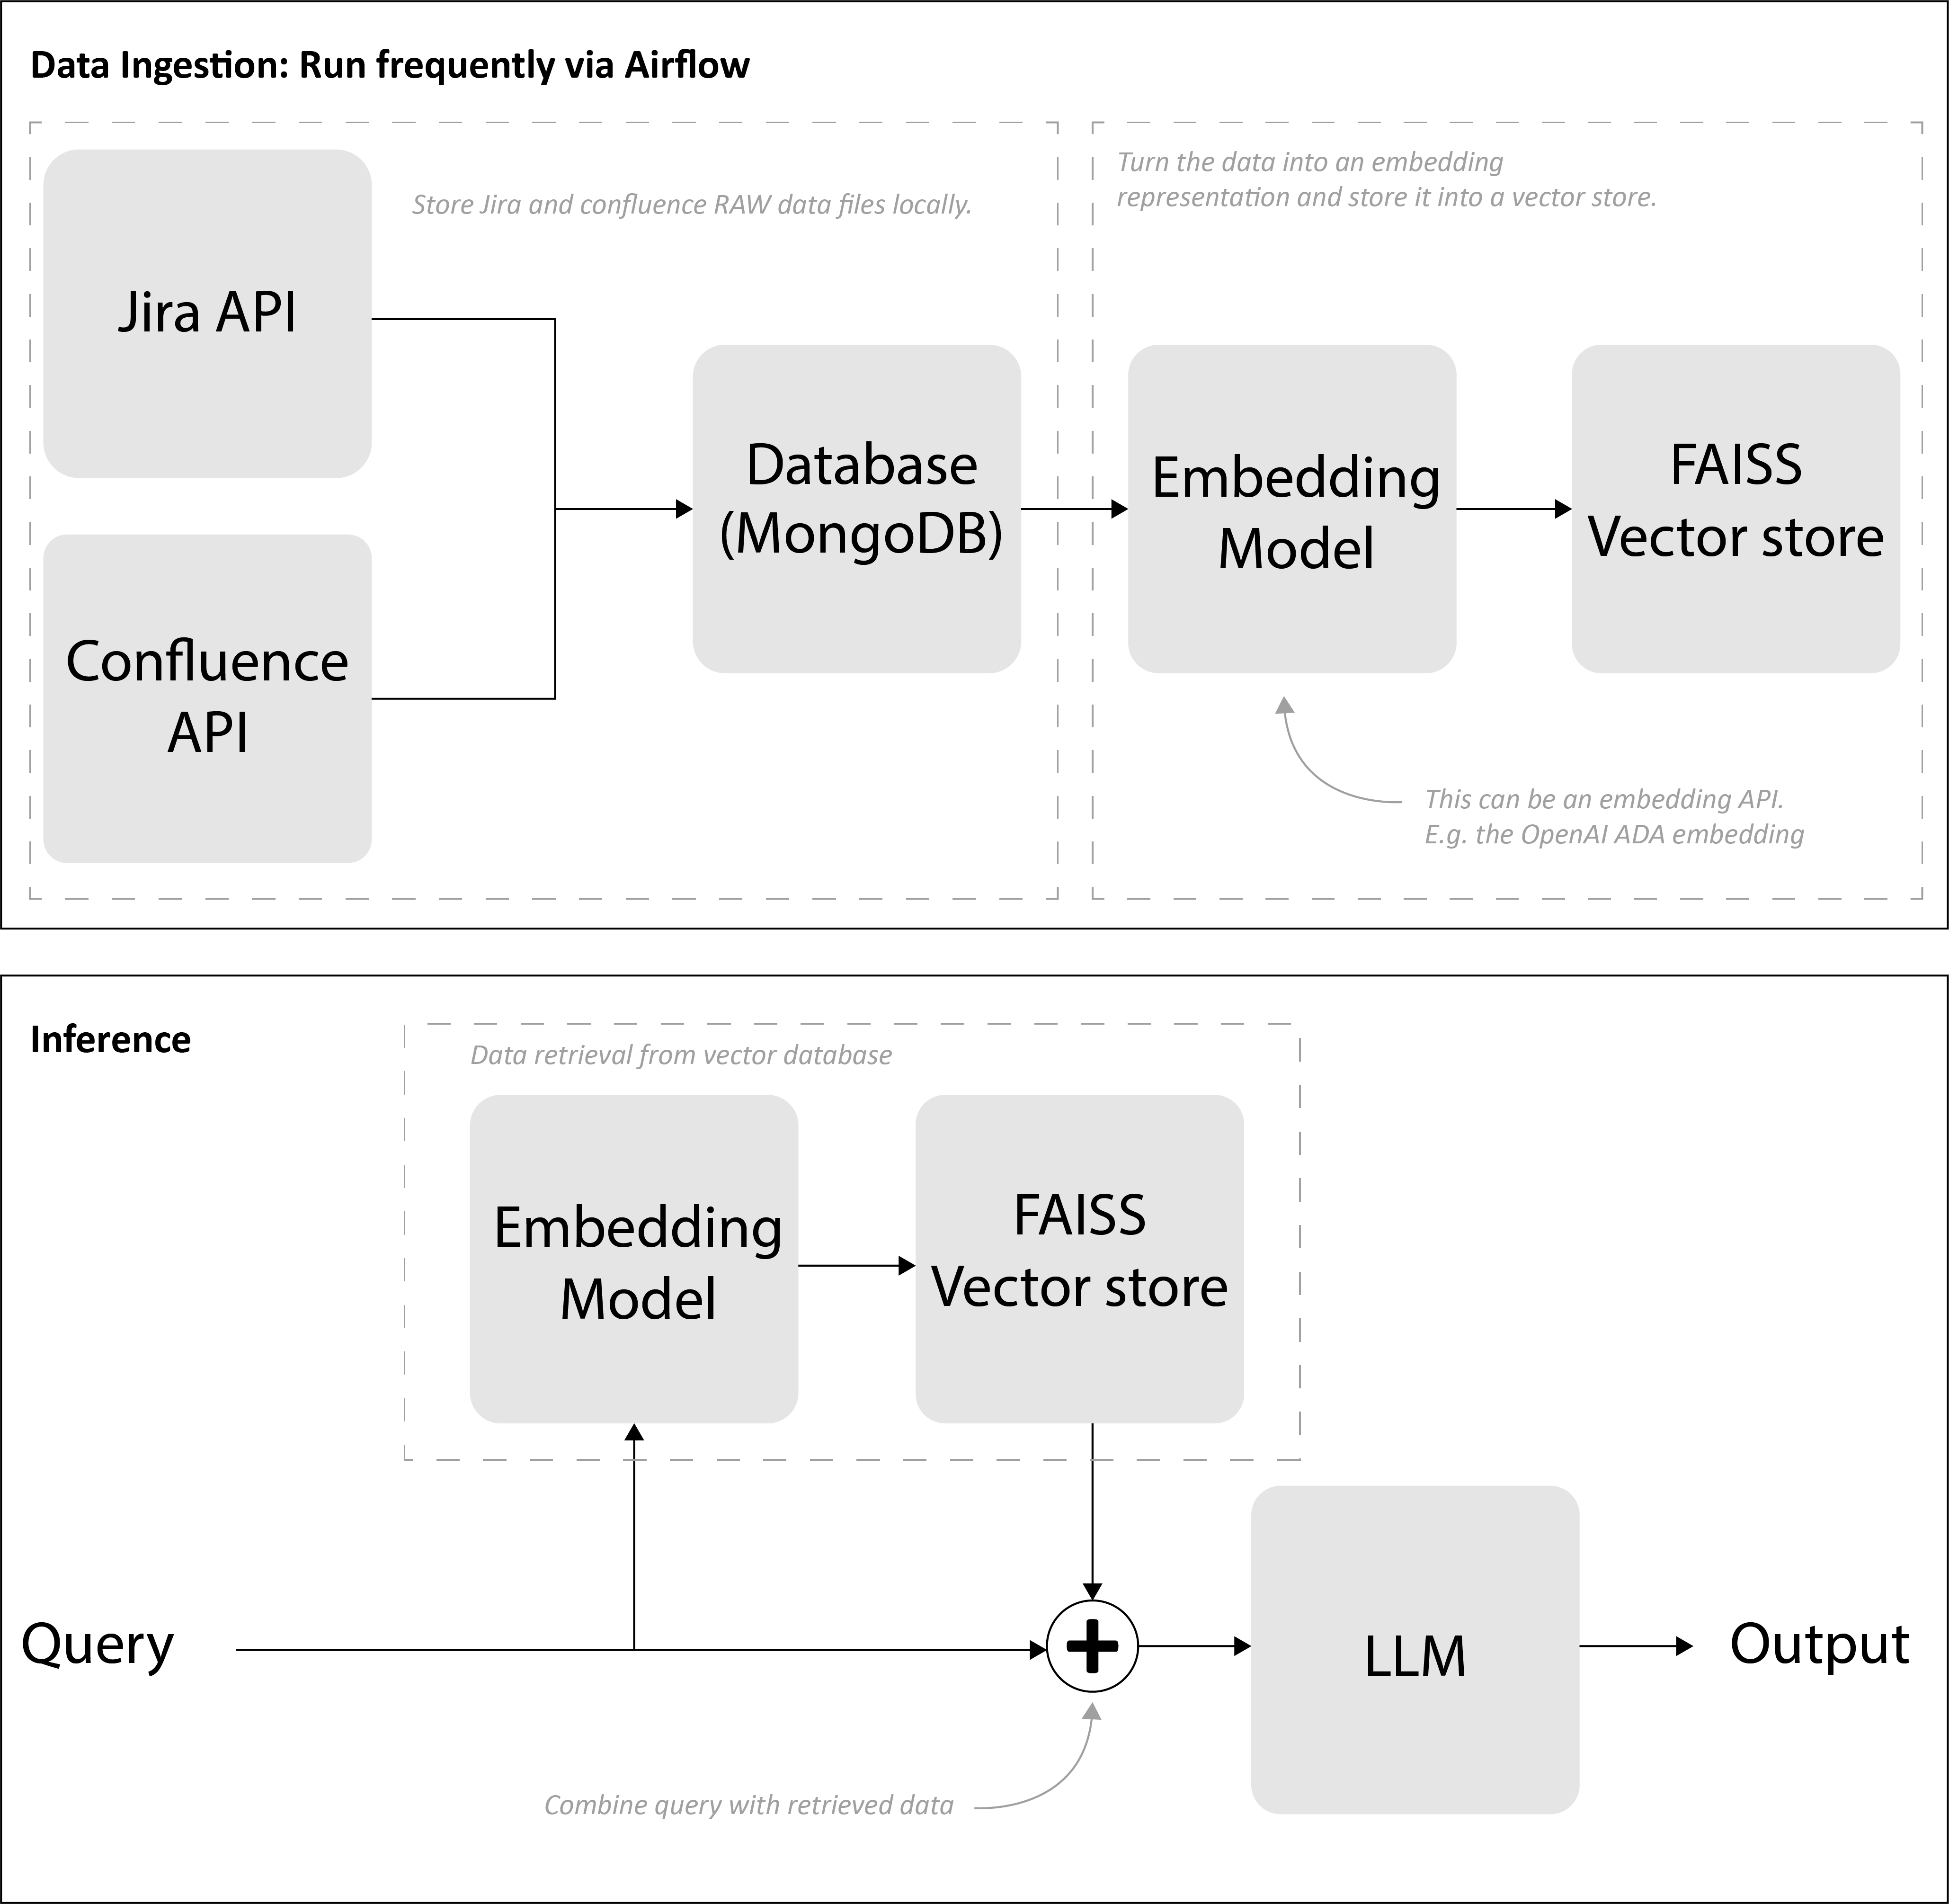 Data Ingestion: Run frequently via Airflow
Store Jira and confluence RAW data files locally.
Turn the data into an embedding
representation and store it into a vector store.
Jira API
Confluence
API
Database
(MongoDB)
Embedding
Model
FAISS
Vector store
This can be an embedding API.
E.g. the OpenAI ADA embedding
Inference
Data retrieval from vector database
Embedding
Model
FAISS
Vector store
Query
+
LLM
Output
Combine query with retrieved data